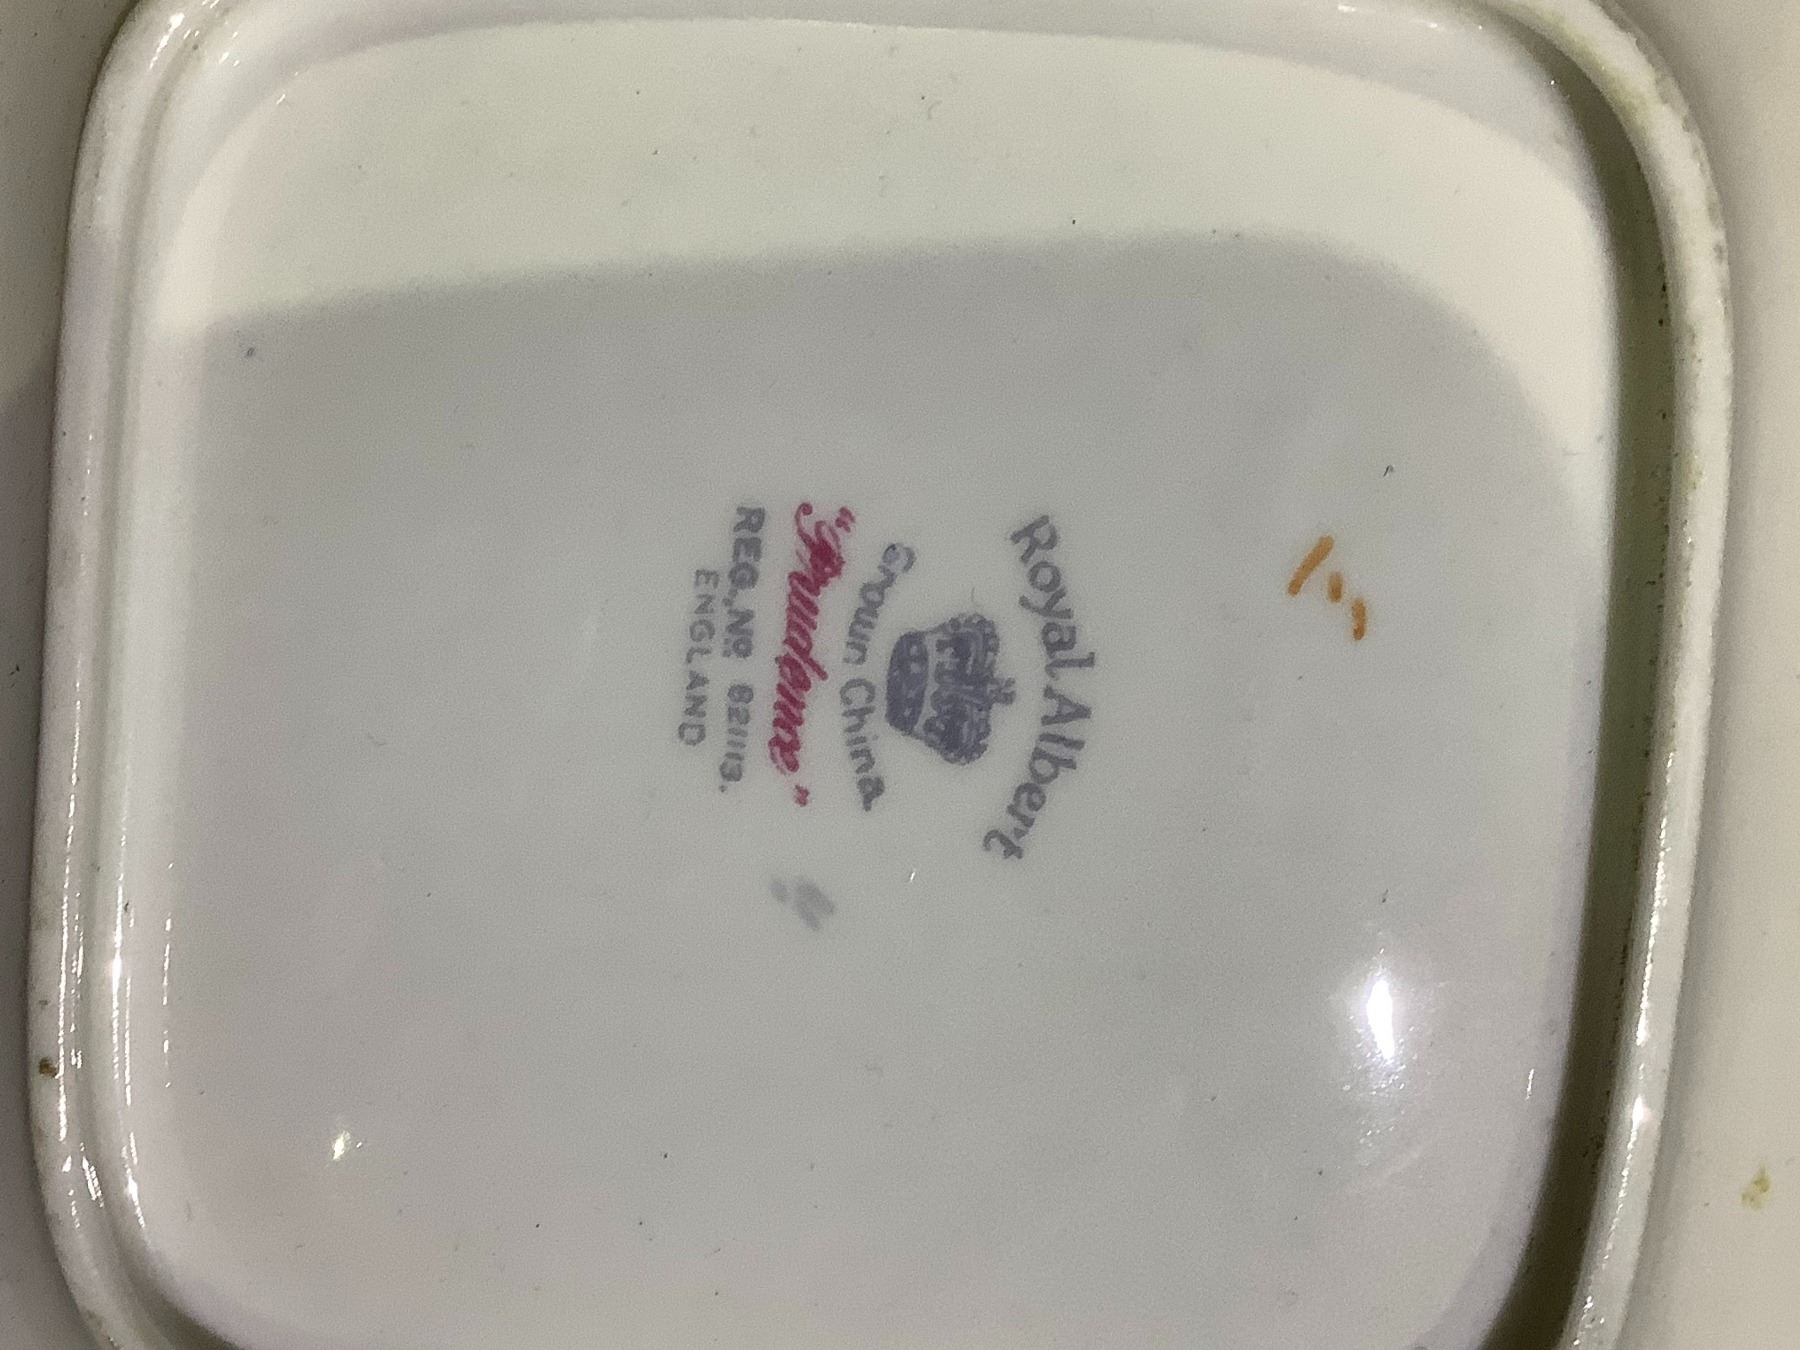 Royal Albert
Crown China
"Prudence"
REG. Nº 821113.
ENGLAND